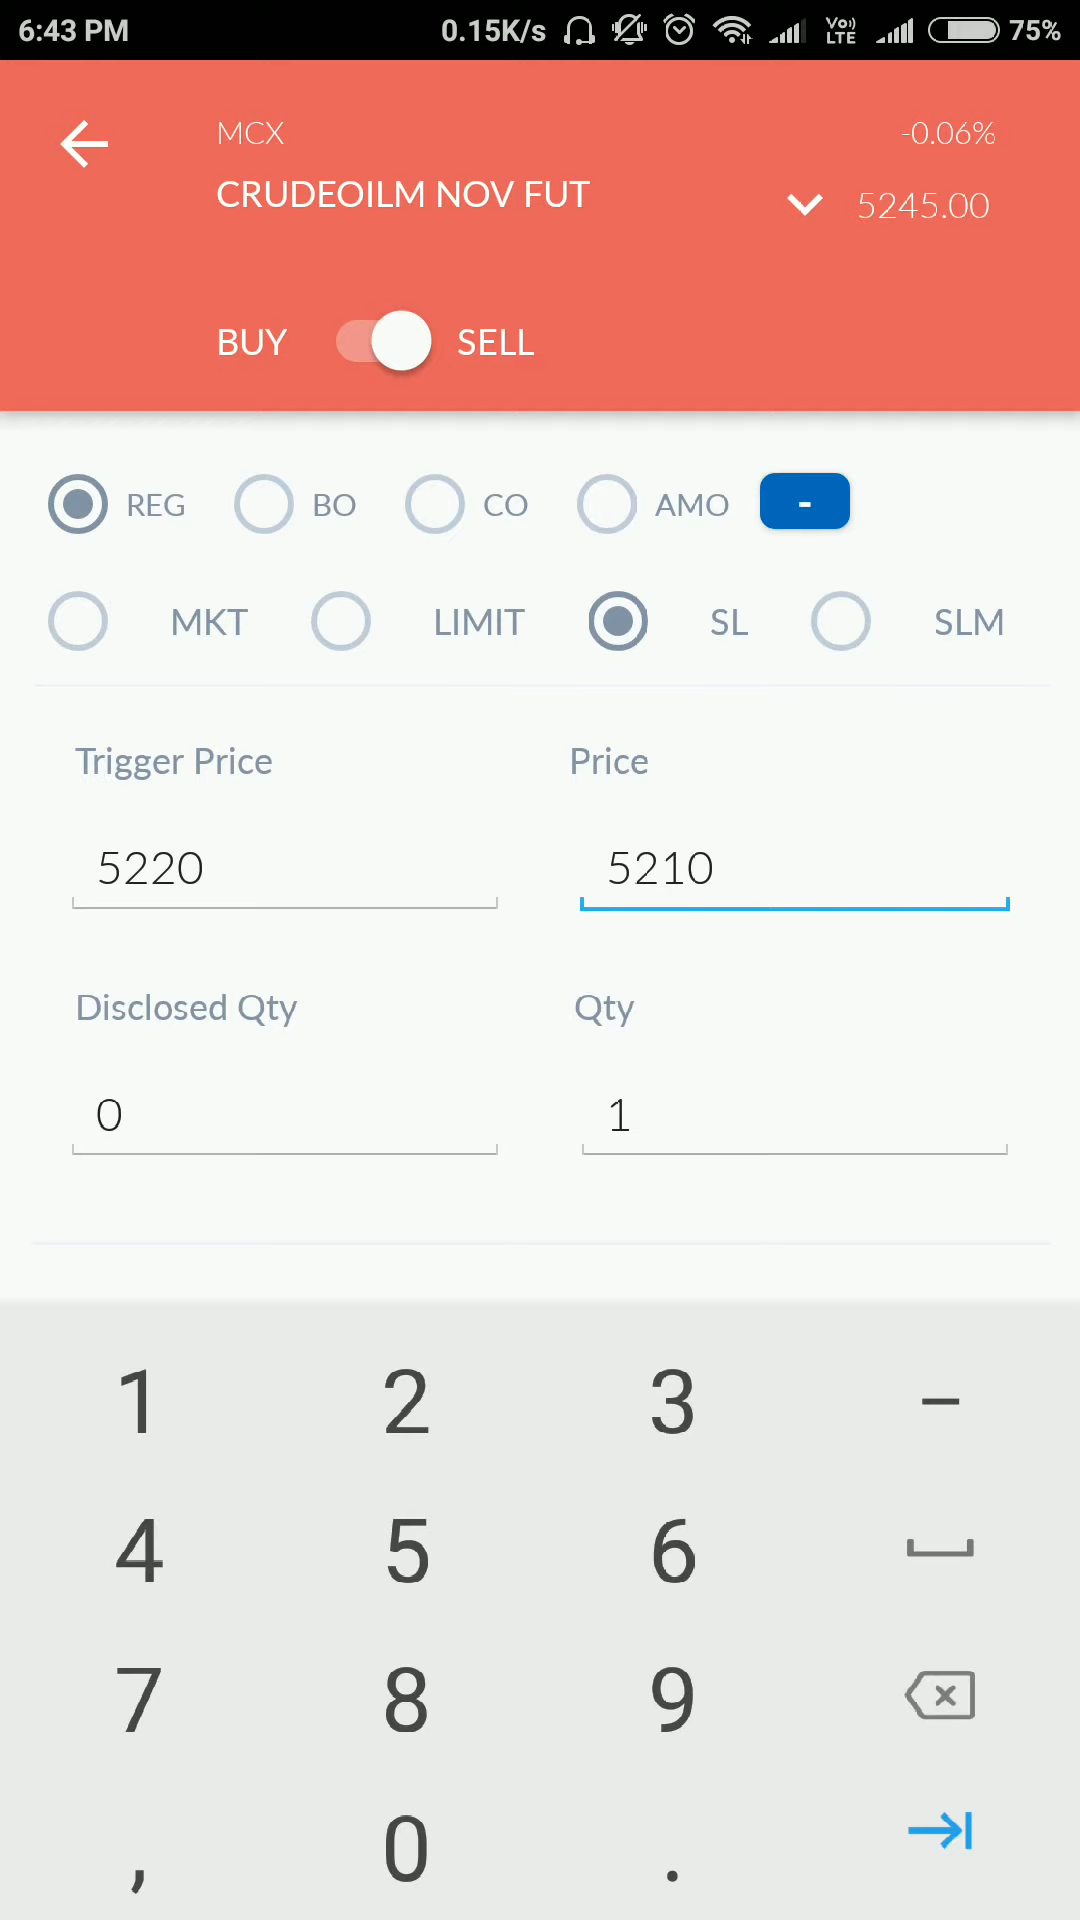 6:43 PM 0.15K/s Vo)) LTE 75%
MCX -0.06%
CRUDEOILM NOV FUT 5245.00
BUY SELL
REG BO CO AMO -
MKT LIMIT SL SLM
Trigger Price Price
5220 5210
Disclosed Qty Qty
0 1
1 2 3 –
4 5 6
7 8 9
, 0 .